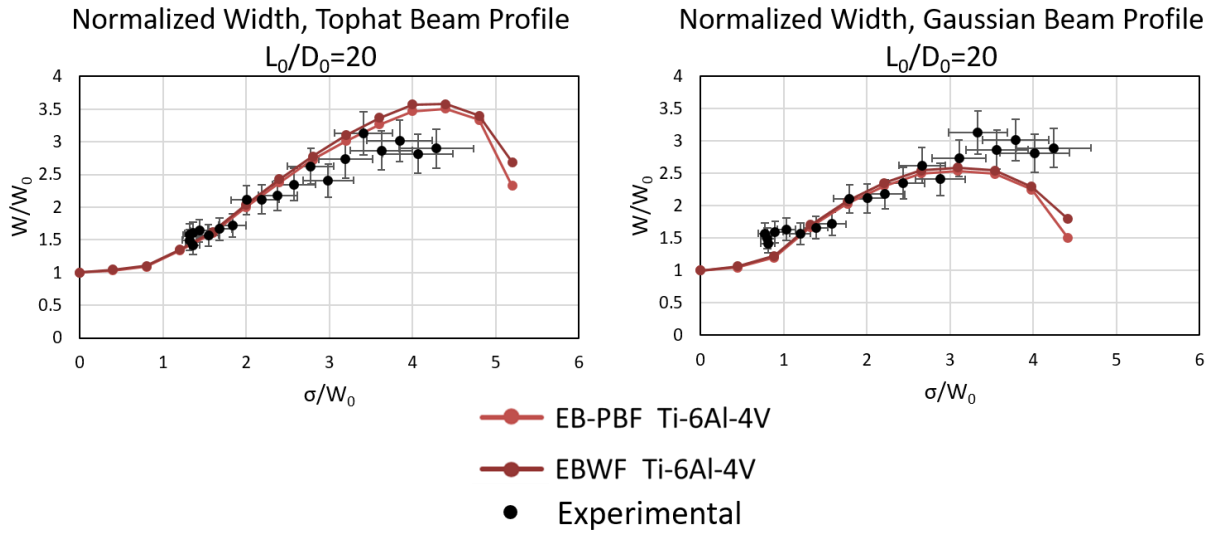 Normalized Width, Tophat Beam Profile
L₀/D₀=20
W/W₀
4
3.5
3
2.5
2
1.5
1
0.5
0
0 1 2 3 4 5 6
σ/W₀
Normalized Width, Gaussian Beam Profile
L₀/D₀=20
W/W₀
4
3.5
3
2.5
2
1.5
1
0.5
0
0 1 2 3 4 5 6
σ/W₀
EB-PBF Ti-6Al-4V
EBWF Ti-6Al-4V
Experimental